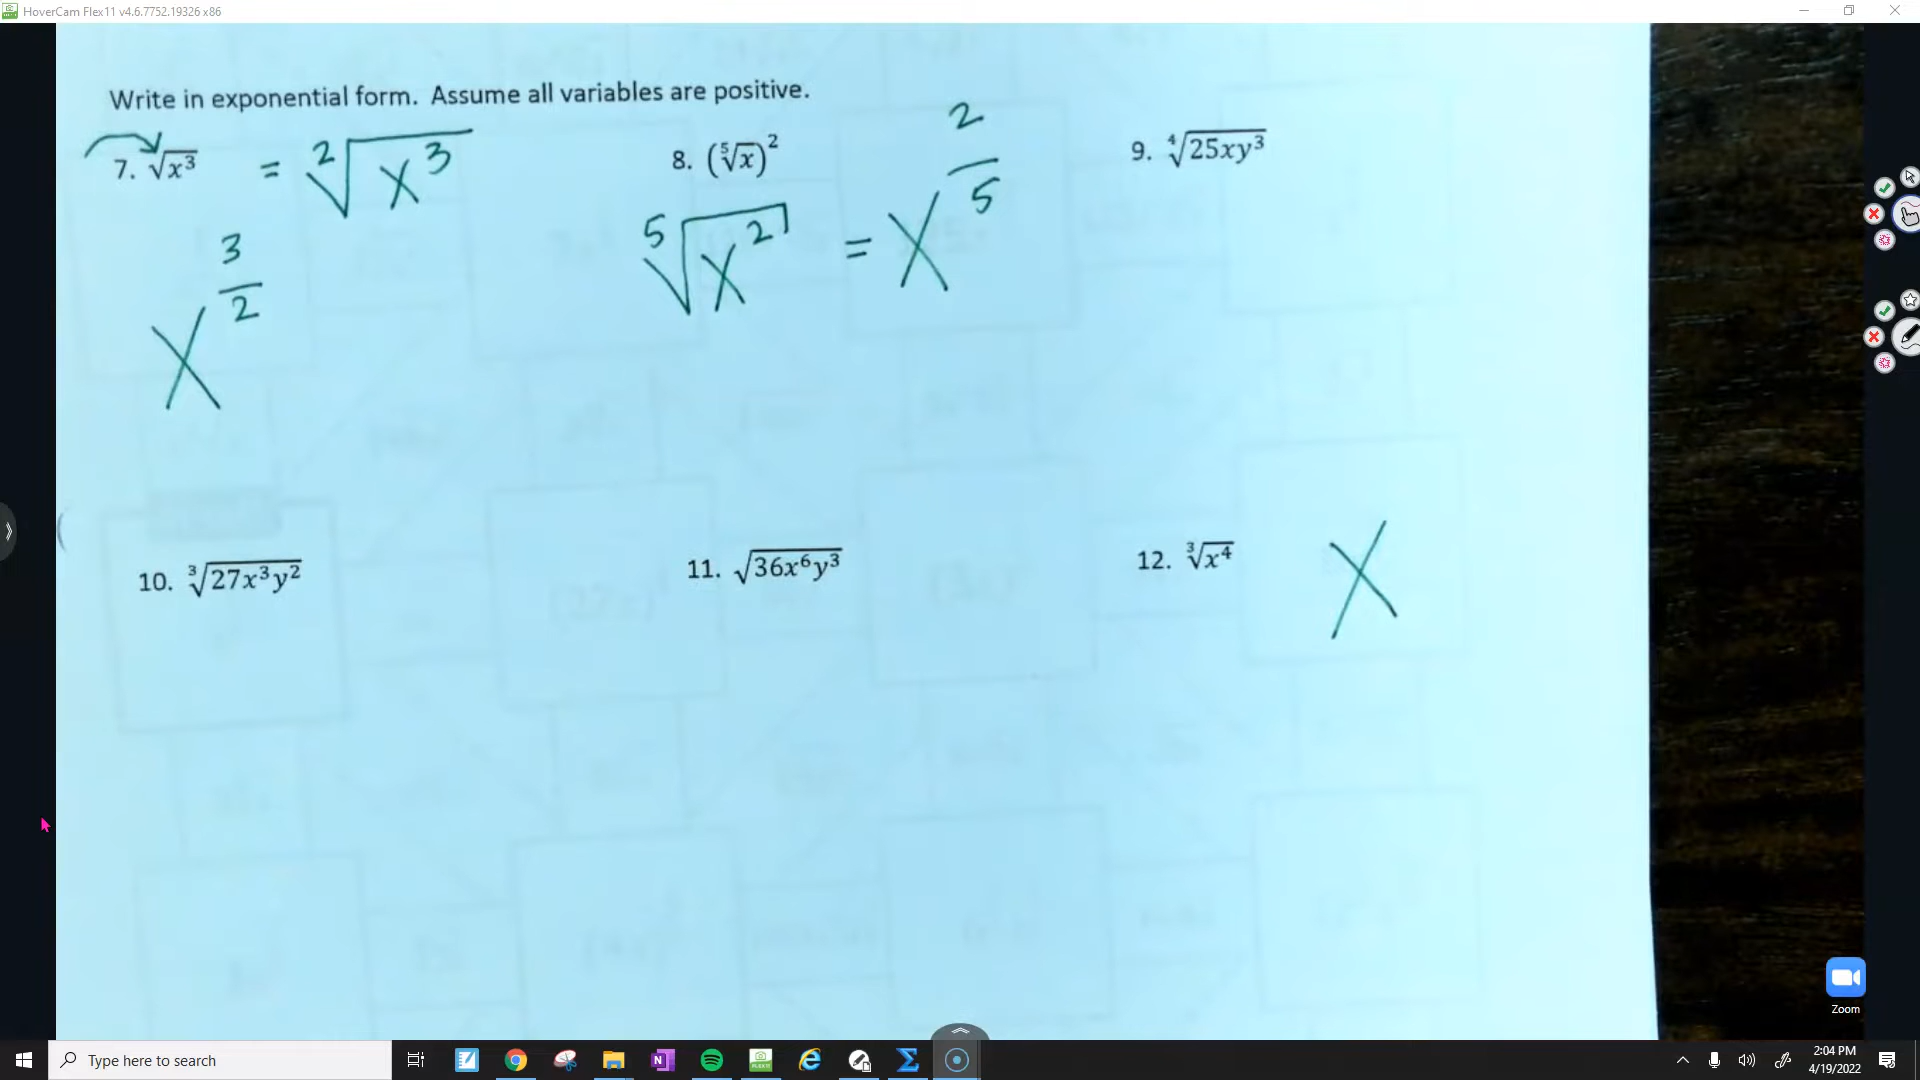 HoverCam Flex11 v4.6.7752.19326 x86
Write in exponential form. Assume all variables are positive.
7. √x³ = ²√x³
x^(3/2)
8. (⁵√x)²
⁵√x² = x^(2/5)
9. ⁴√25xy³
10. ³√27x³y²
11. √36x⁶y³
12. ³√x⁴ x
Zoom
Type here to search
2:04 PM
4/19/2022